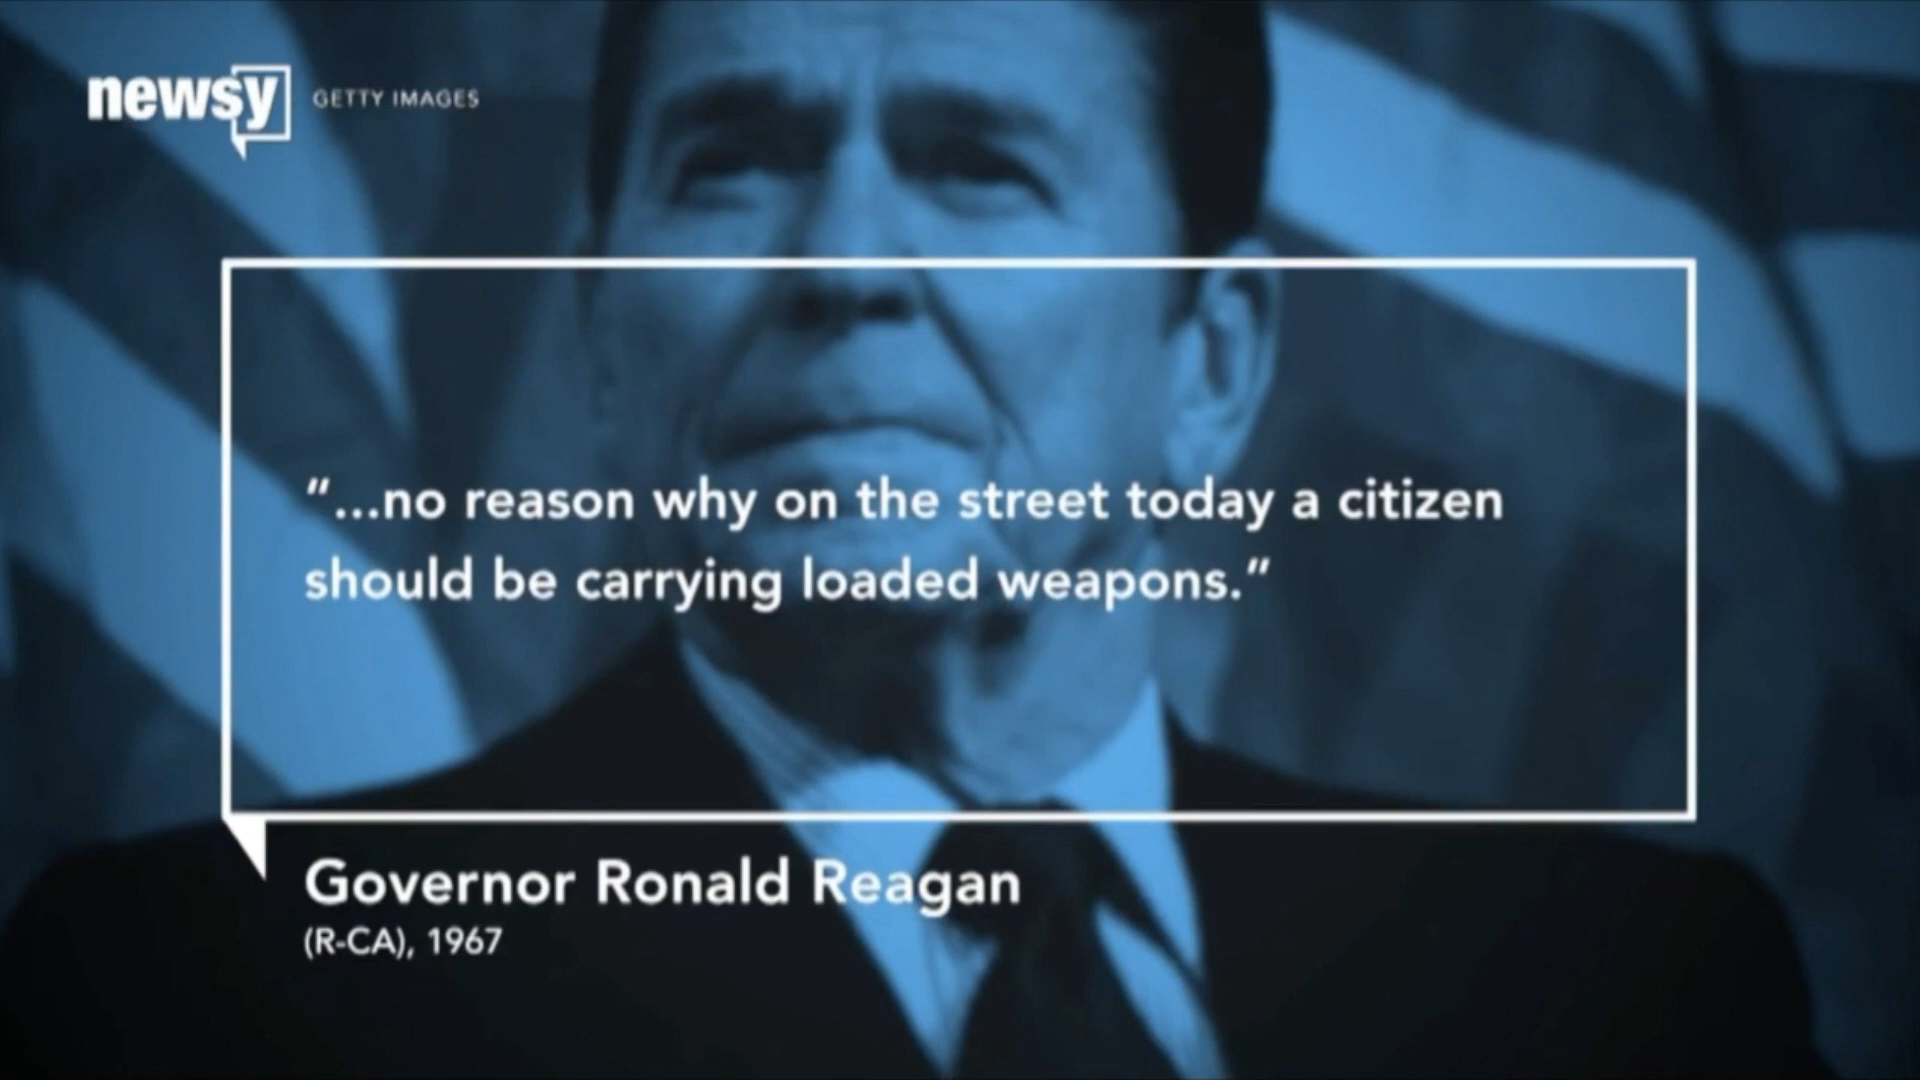 newsy GETTY IMAGES
"...no reason why on the street today a citizen
should be carrying loaded weapons."
Governor Ronald Reagan
(R-CA), 1967